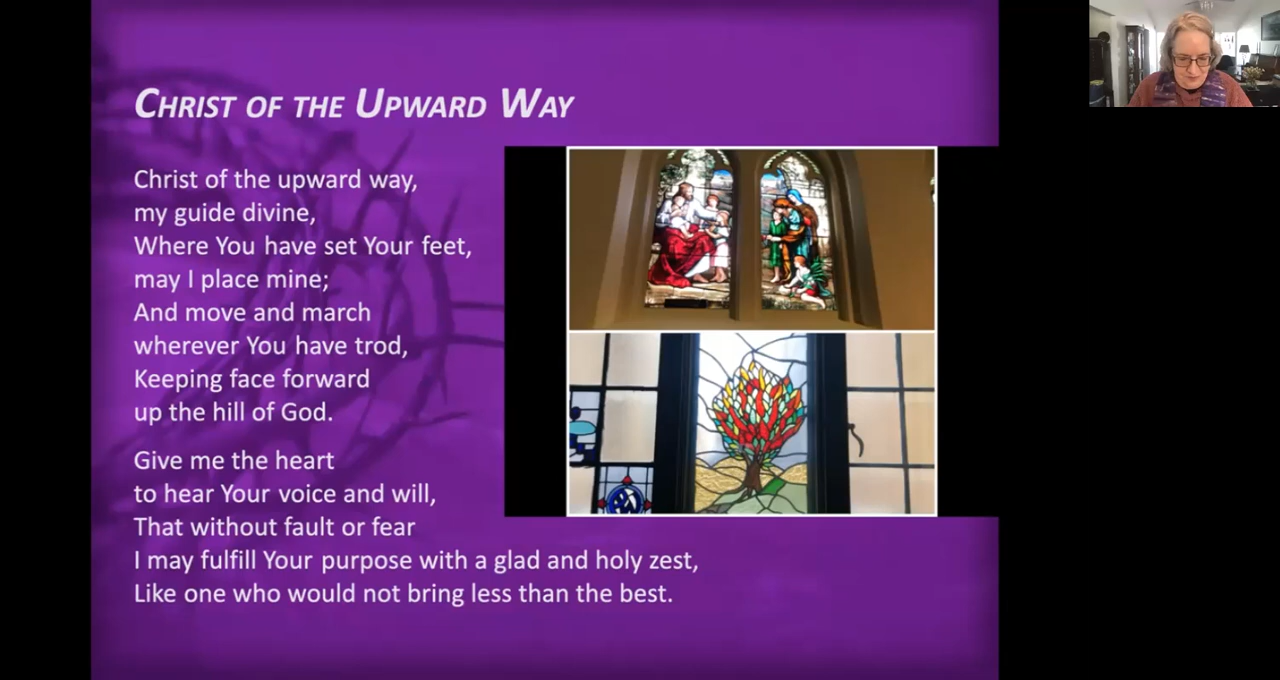 CHRIST OF THE UPWARD WAY
Christ of the upward way,
my guide divine,
Where You have set Your feet,
may I place mine;
And move and march
wherever You have trod,
Keeping face forward
up the hill of God.
Give me the heart
to hear Your voice and will,
That without fault or fear
I may fulfill Your purpose with a glad and holy zest,
Like one who would not bring less than the best.